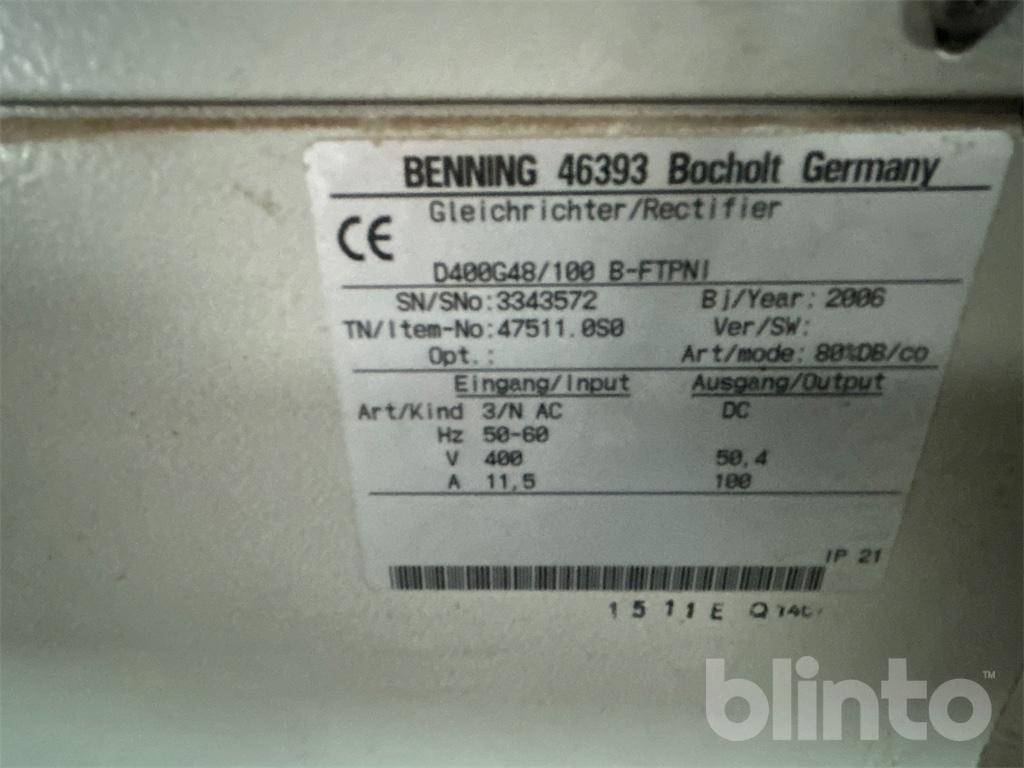 BENNING 46393 Bocholt Germany
CE Gleichrichter/Rectifier
D400G48/100 B-FTPNI
SN/SNo:3343572 Bj/Year: 2006
TN/Item-No:47511.0S0 Ver/SW:
Opt.: Art/mode: 80%DB/co
Eingang/Input Ausgang/Output
Art/Kind 3/N AC DC
Hz 50-60
V 400 50,4
A 11,5 100
IP 21
1511E
blinto™